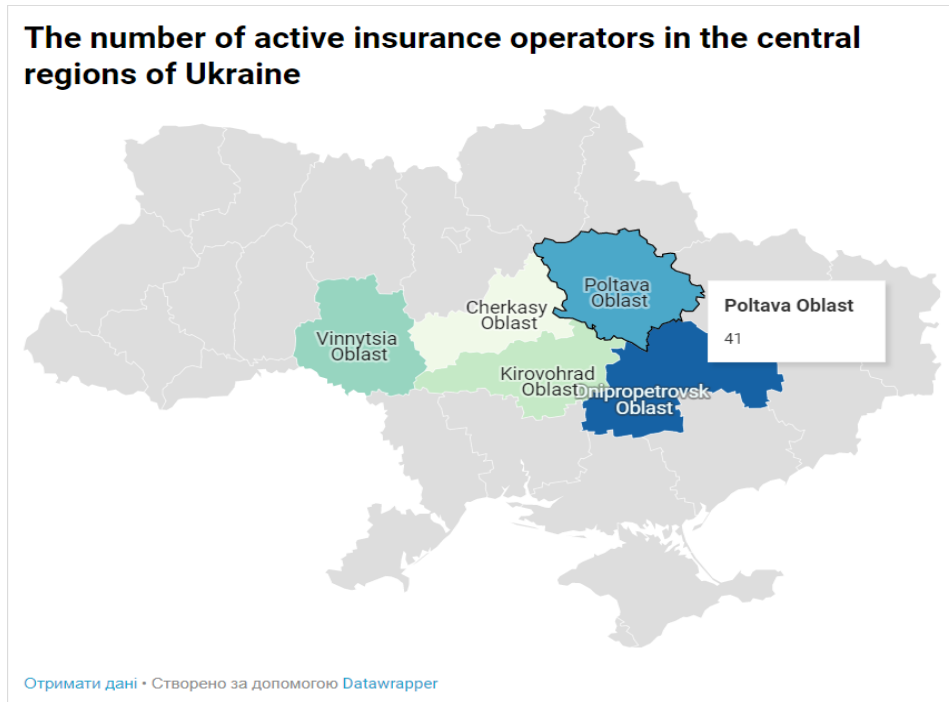 The number of active insurance operators in the central
regions of Ukraine
Poltava
Oblast
Poltava Oblast
41
Cherkasy
Oblast
Vinnytsia
Oblast
Kirovohrad
Oblast
Dnipropetrovsk
Oblast
Отримати дані • Створено за допомогою Datawrapper